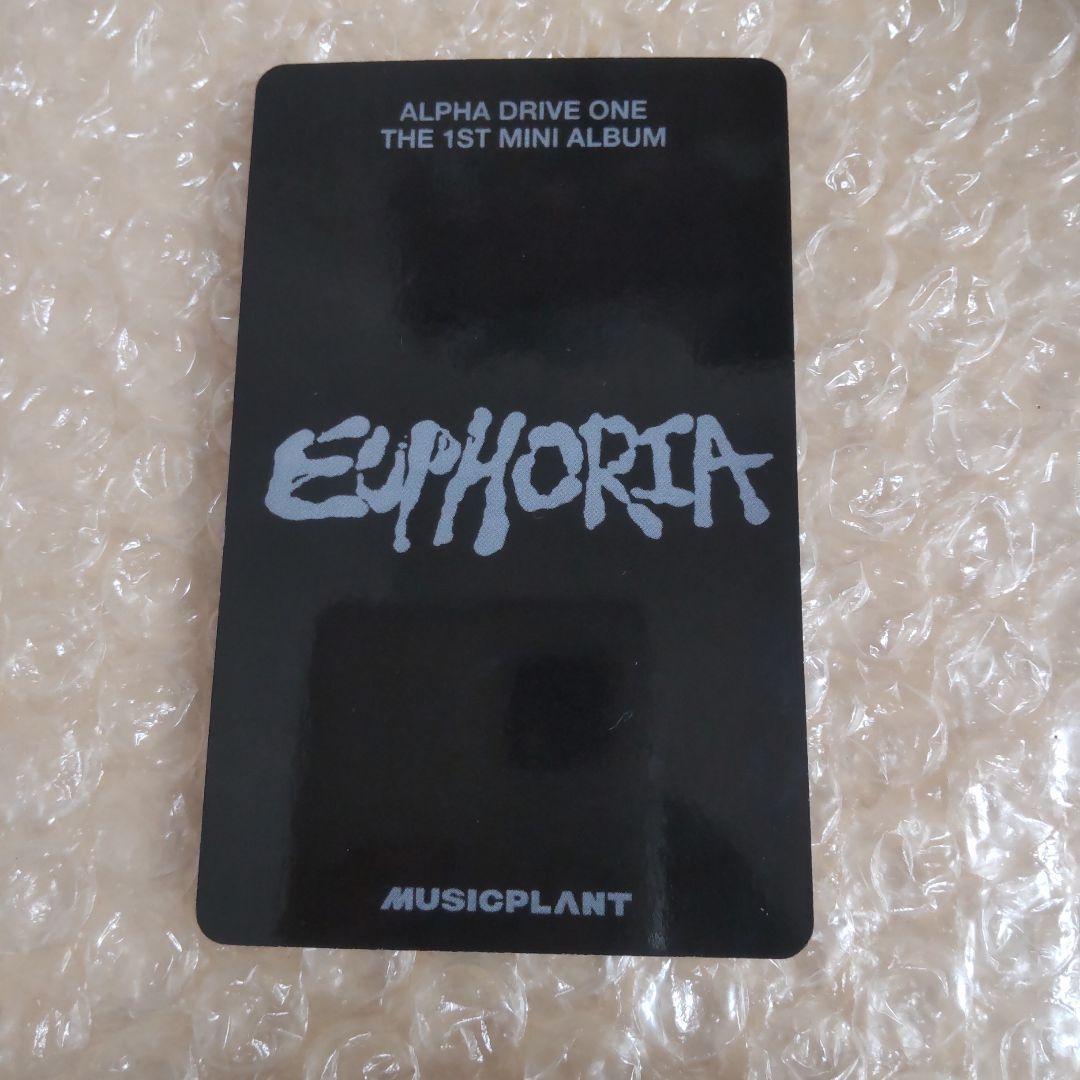 ALPHA DRIVE ONE
THE 1ST MINI ALBUM
EUPHORIA
MUSICPLANT